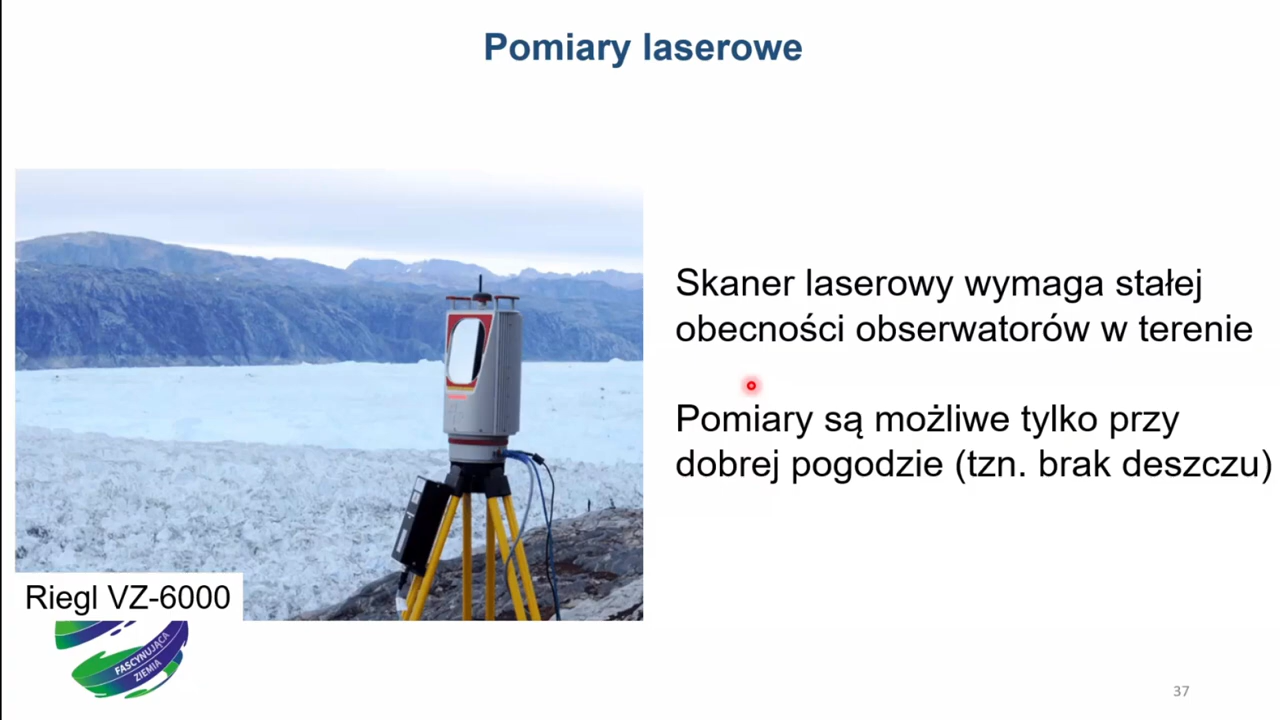 Pomiary laserowe
Skaner laserowy wymaga stałej
obecności obserwatorów w terenie
Pomiary są możliwe tylko przy
dobrej pogodzie (tzn. brak deszczu)
Riegl VZ-6000
FASCYNUJĄCA
ZIEMIA
37